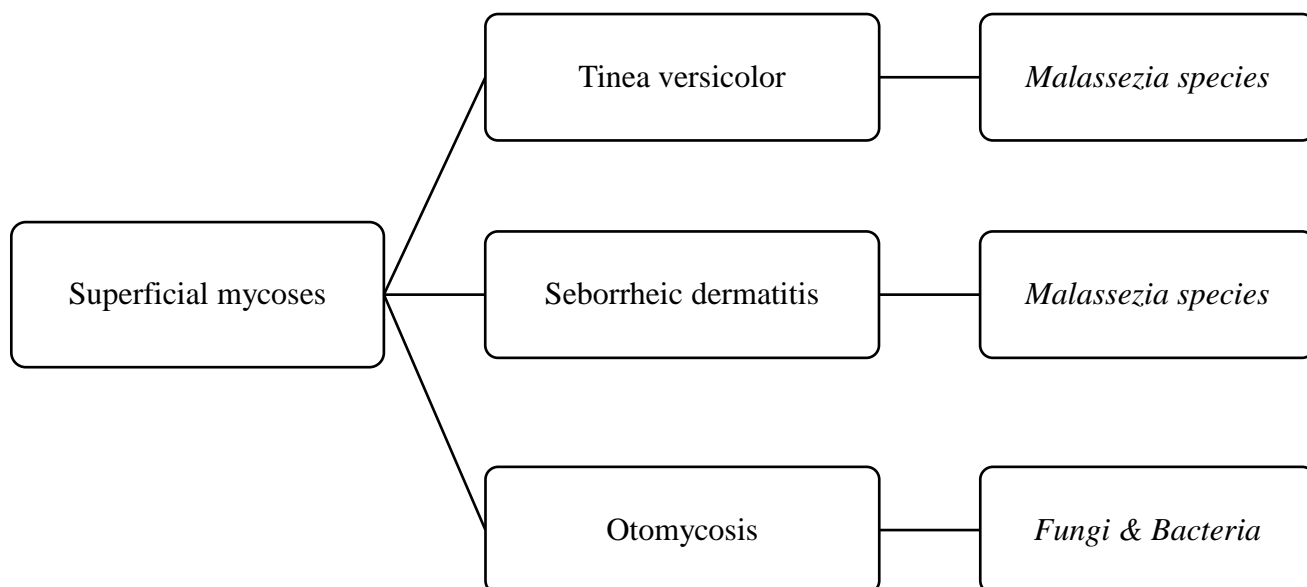 Tinea versicolor
Malassezia species
Superficial mycoses
Seborrheic dermatitis
Malassezia species
Otomycosis
Fungi & Bacteria